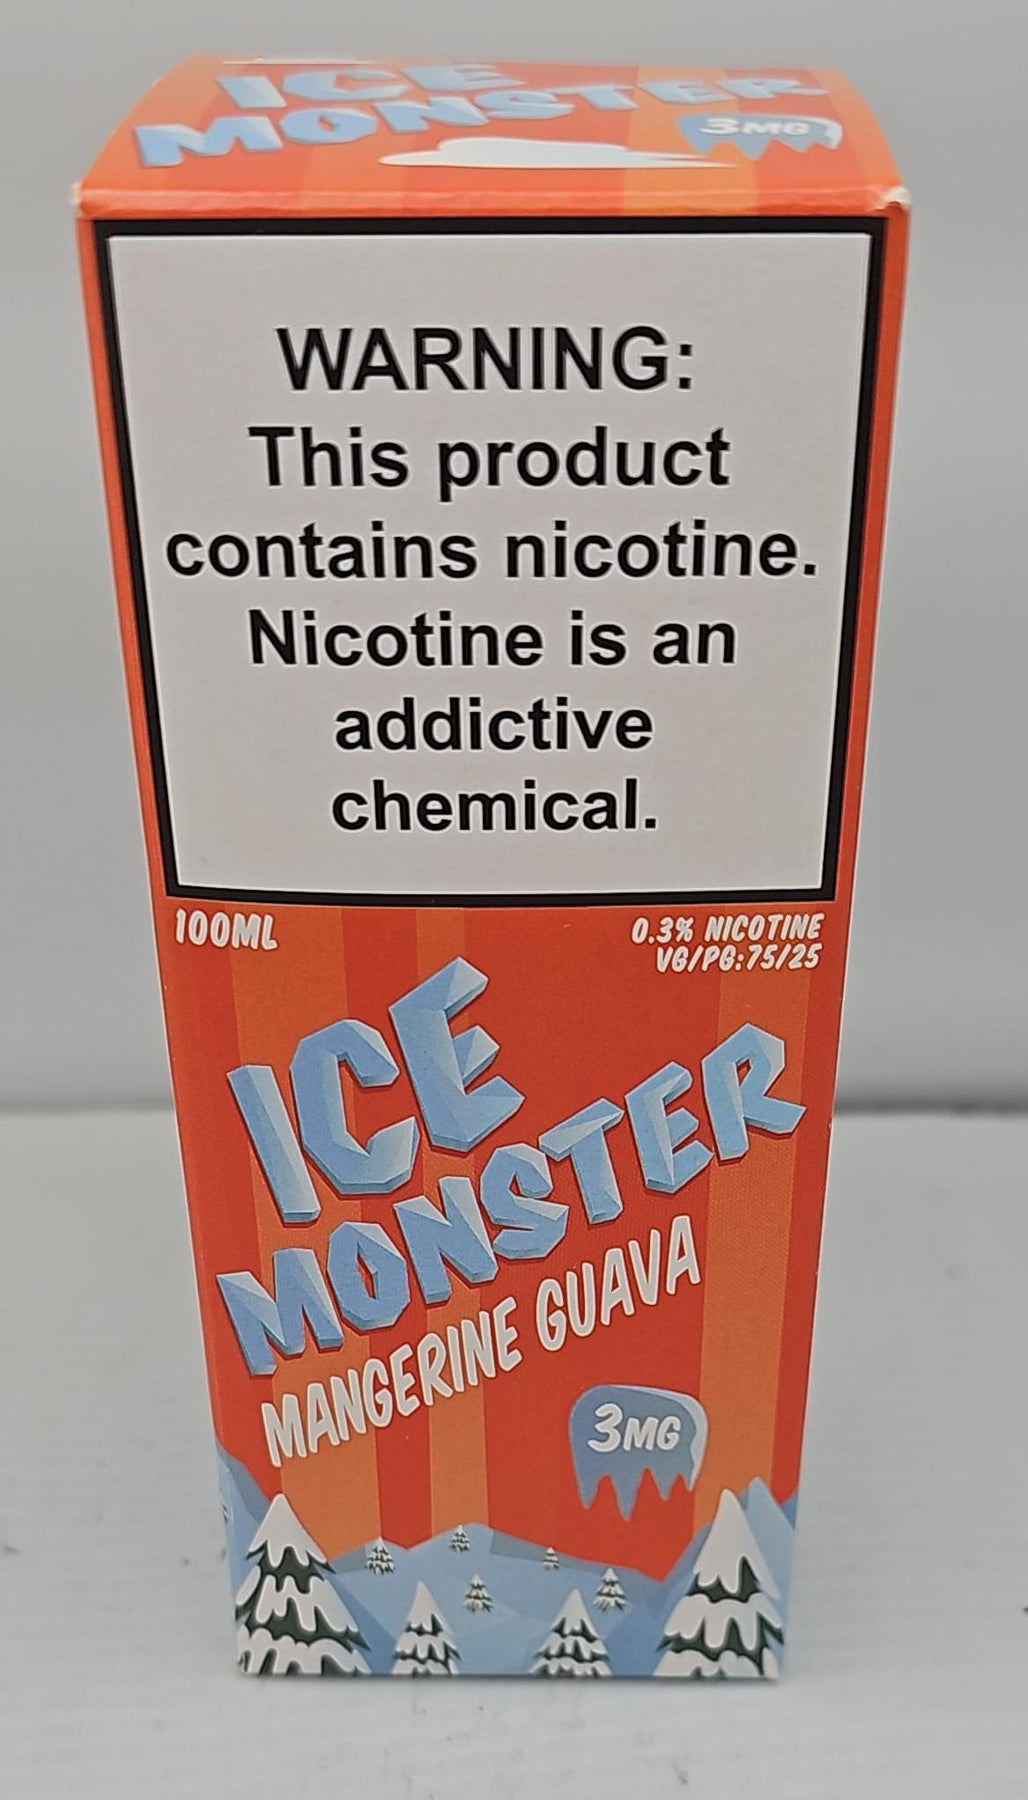 ICE
MONSTER
3MG
WARNING:
This product
contains nicotine.
Nicotine is an
addictive
chemical.
100ML
0.3% NICOTINE
VG/PG:75/25
ICE
MONSTER
MANGERINE GUAVA
3MG